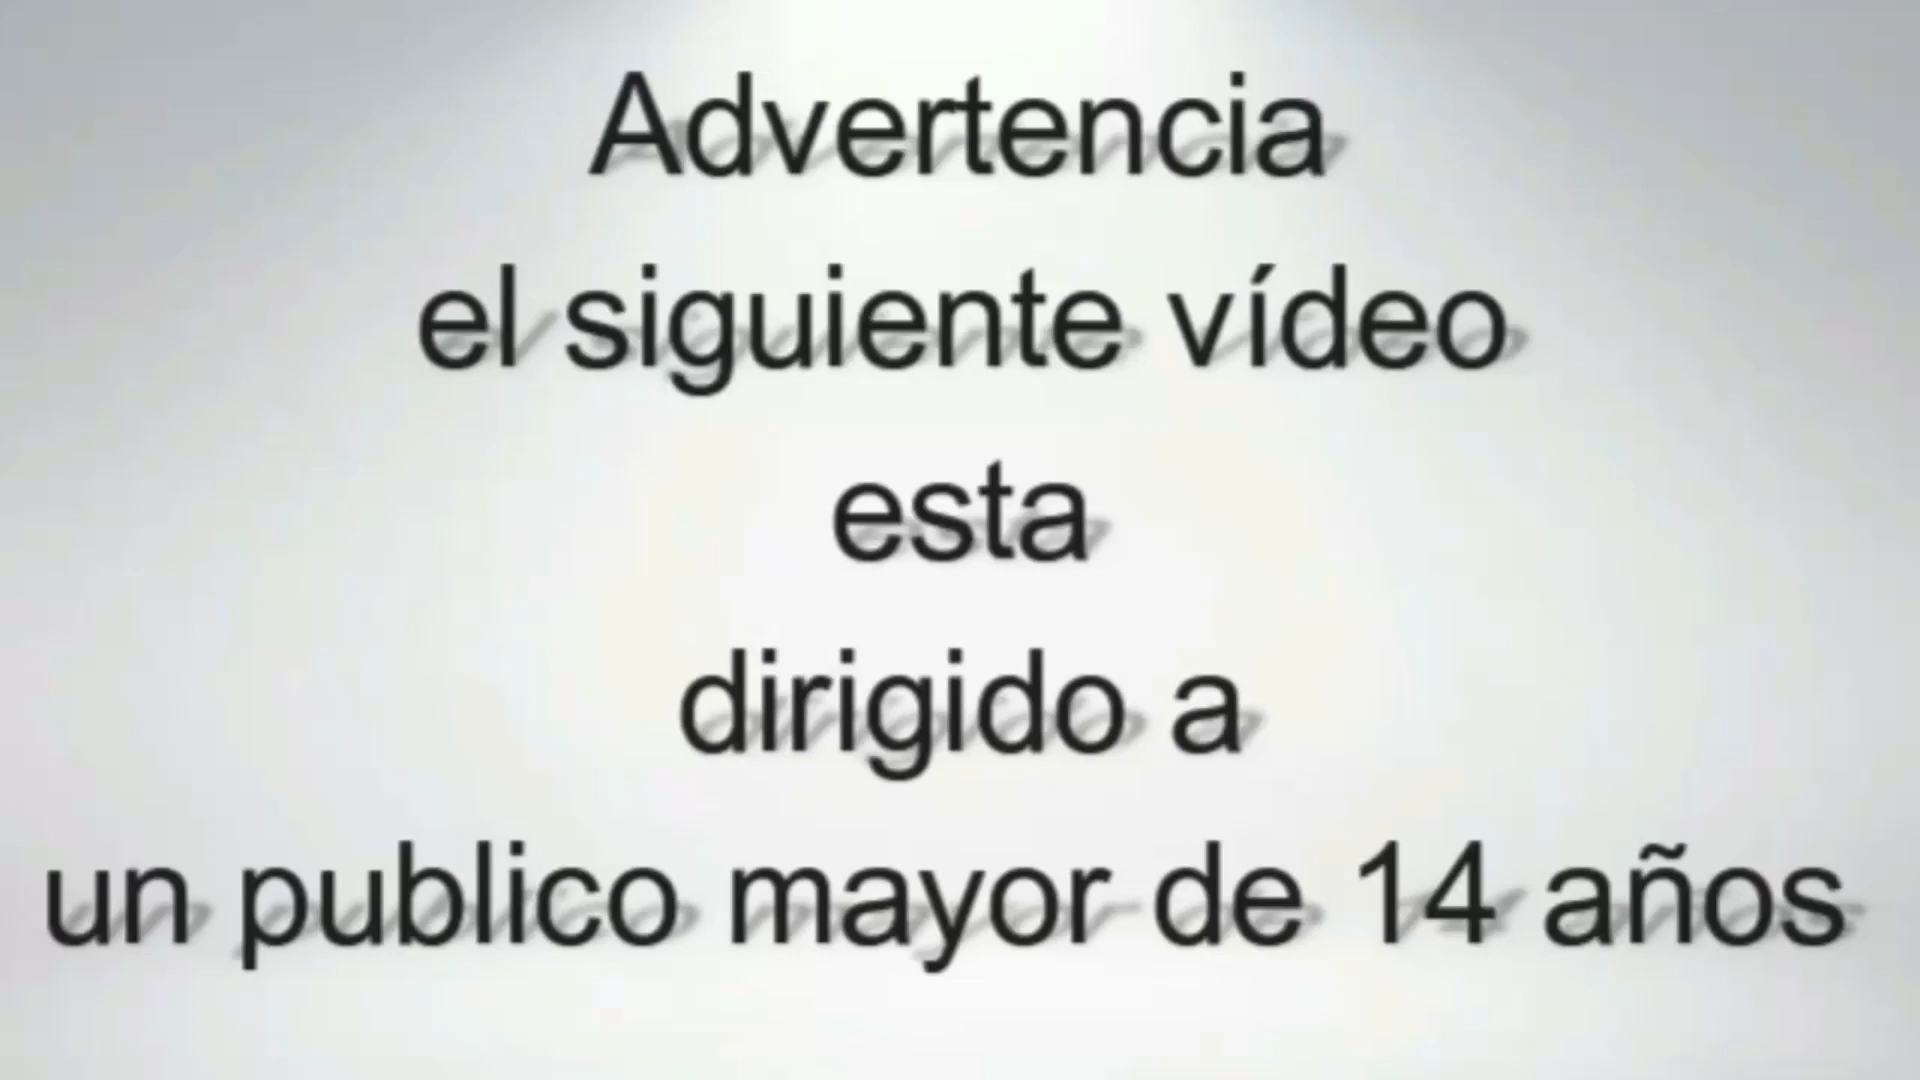 Advertencia
el siguiente vídeo
esta
dirigido a
un publico mayor de 14 años